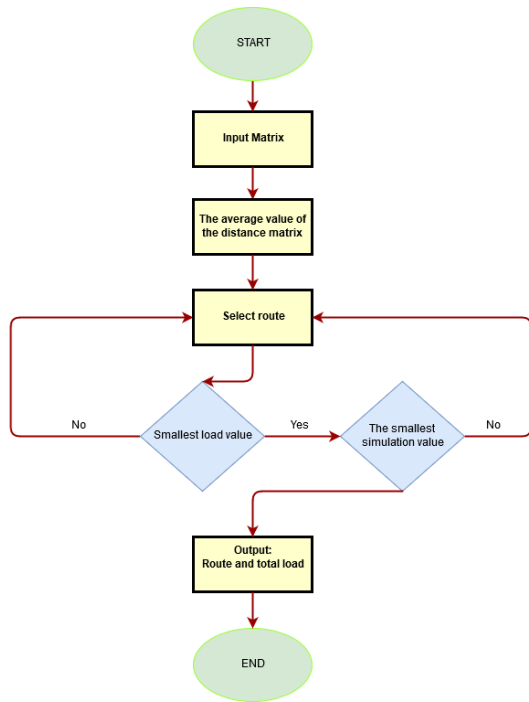 START
Input Matrix
The average value of
the distance matrix
Select route
No
Smallest load value
Yes
The smallest
simulation value
No
Output:
Route and total load
END